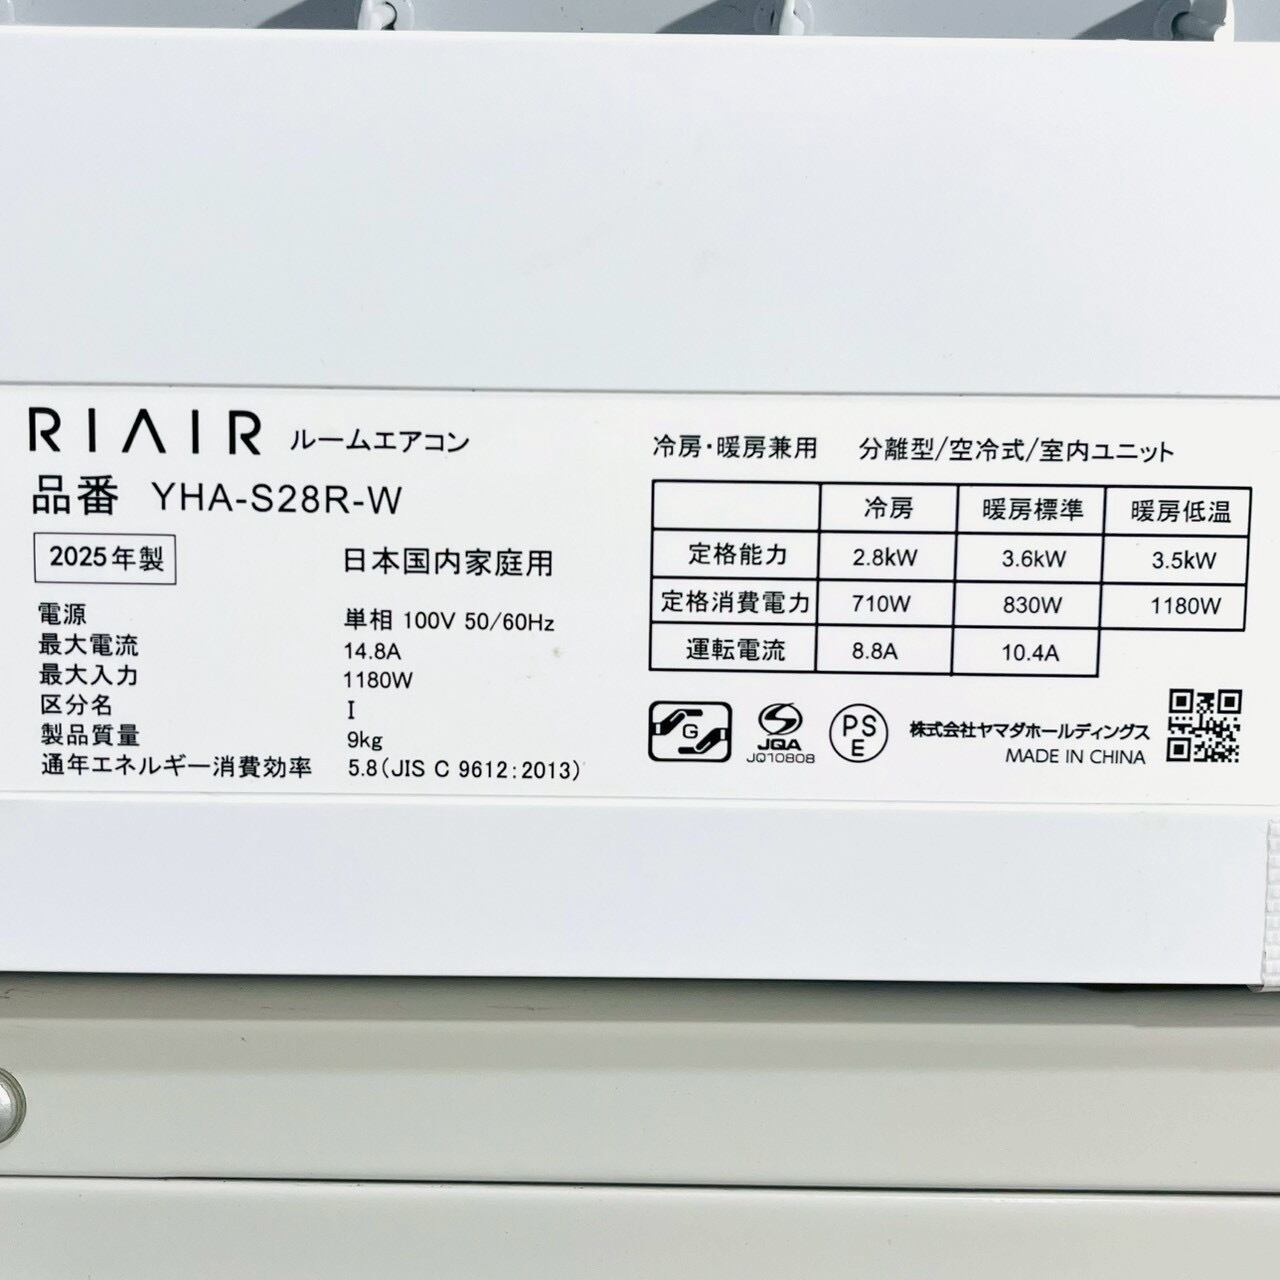 RIAIR ルームエアコン
品番 YHA-S28R-W
2025年製 日本国内家庭用
電源 単相 100V 50/60Hz
最大電流 14.8A
最大入力 1180W
区分名 I
製品質量 9kg
通年エネルギー消費効率 5.8(JIS C 9612:2013)
冷房・暖房兼用 分離型/空冷式/室内ユニット
冷房 暖房標準 暖房低温
定格能力 2.8kW 3.6kW 3.5kW
定格消費電力 710W 830W 1180W
運転電流 8.8A 10.4A
G
JQA
JQ10808
PS
E
株式会社ヤマダホールディングス
MADE IN CHINA